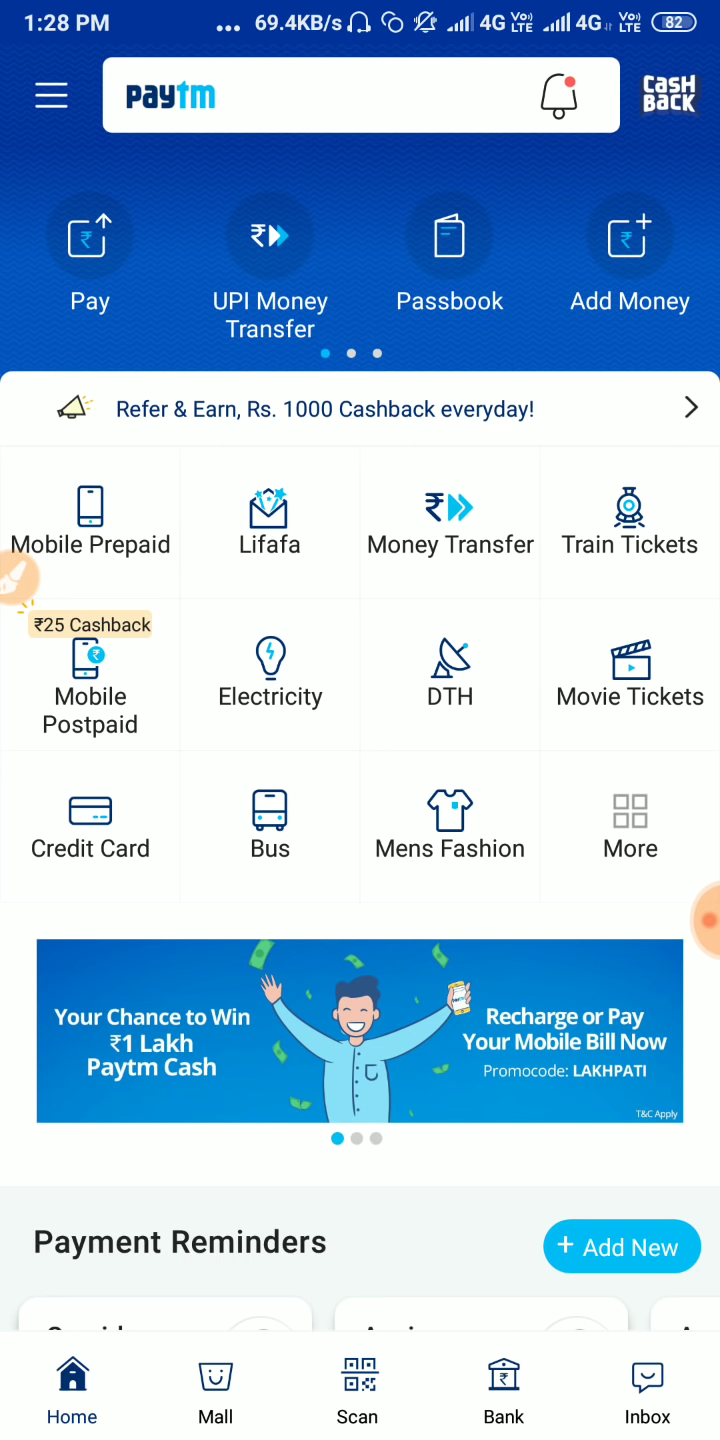 1:28 PM
... 69.4KB/s 4G Vo)) LTE 4G Vo)) LTE 82
paytm
CASH
BACK
Pay
UPI Money
Transfer
Passbook
Add Money
Refer & Earn, Rs. 1000 Cashback everyday!
Mobile Prepaid
Lifafa
Money Transfer
Train Tickets
₹25 Cashback
Mobile
Postpaid
Electricity
DTH
Movie Tickets
Credit Card
Bus
Mens Fashion
More
Your Chance to Win
₹1 Lakh
Paytm Cash
Recharge or Pay
Your Mobile Bill Now
Promocode: LAKHPATI
T&C Apply
Payment Reminders
+ Add New
Home
Mall
Scan
Bank
Inbox